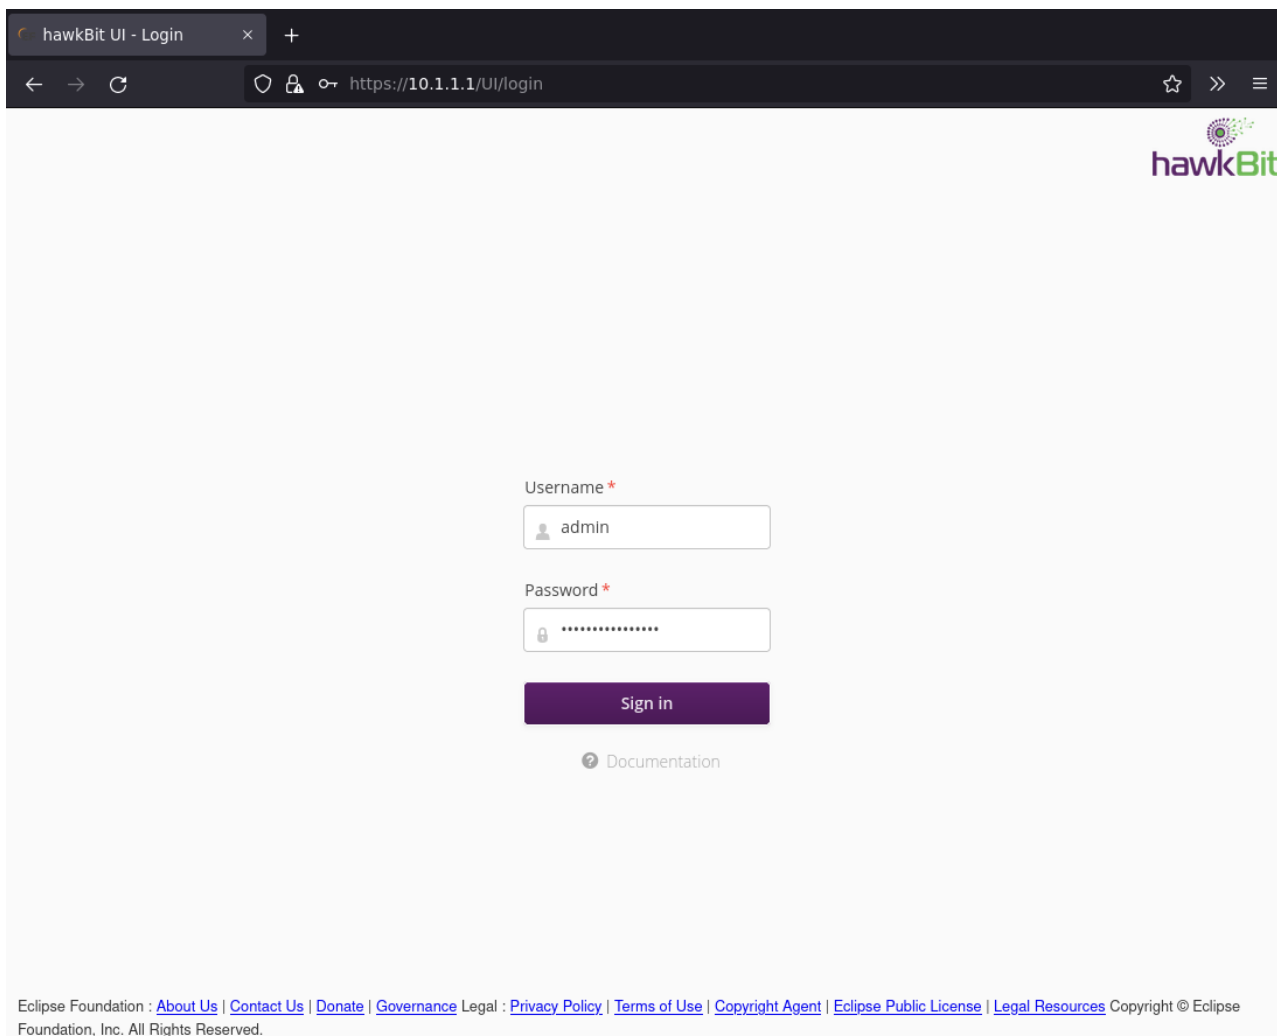 hawkBit UI - Login
https://10.1.1.1/UI/login
hawkBit
Username *
admin
Password *
••••••••••••••••
Sign in
Documentation
Eclipse Foundation : About Us | Contact Us | Donate | Governance Legal : Privacy Policy | Terms of Use | Copyright Agent | Eclipse Public License | Legal Resources Copyright © Eclipse
Foundation, Inc. All Rights Reserved.